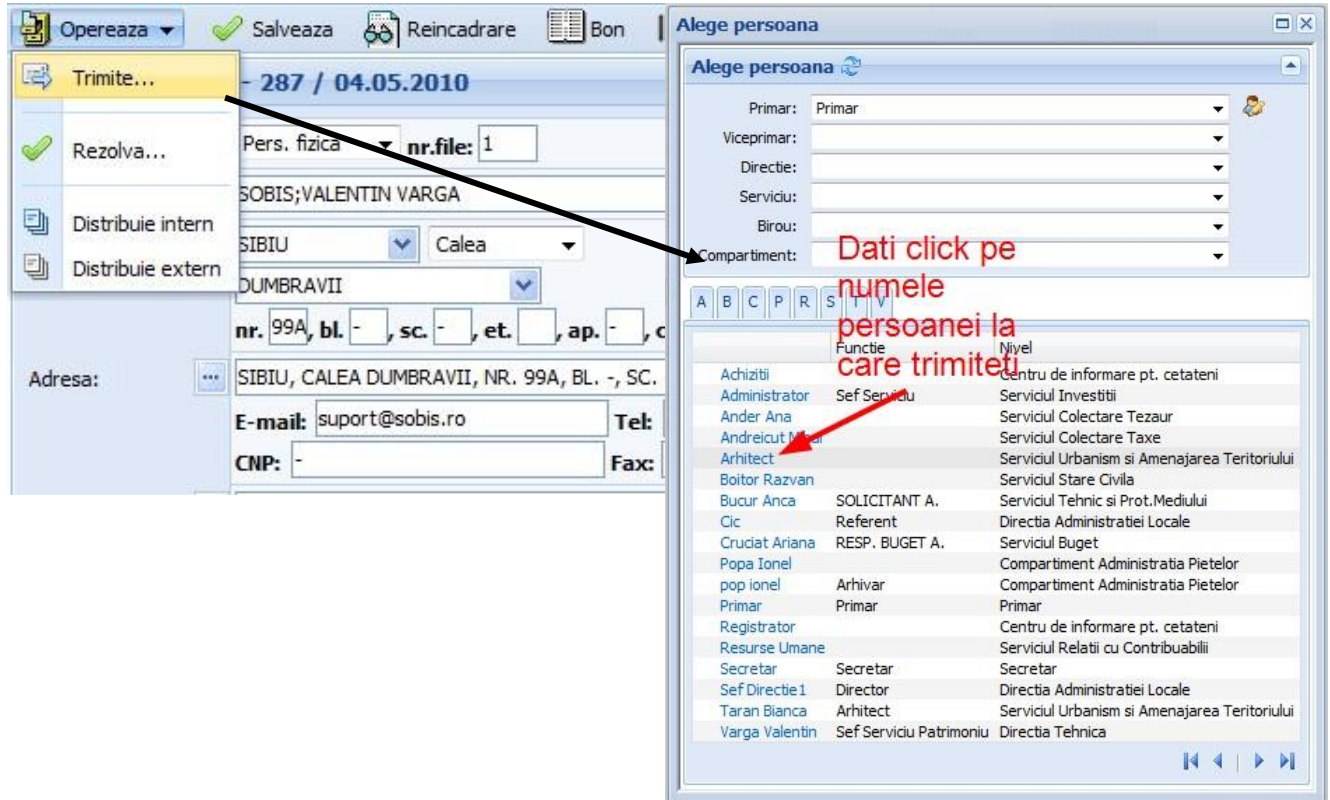 Opereaza Salveaza Reincadrare Bon
Trimite...
Rezolva...
Distribuie intern
Distribuie extern
- 287 / 04.05.2010
Pers. fizica nr.file: 1
SOBIS;VALENTIN VARGA
SIBIU Calea
DUMBRAVII
nr. 99A, bl. - , sc. - , et. , ap. - , c
Adresa: ... SIBIU, CALEA DUMBRAVII, NR. 99A, BL. -, SC.
E-mail: suport@sobis.ro Tel:
CNP: - Fax:
Alege persoana
Alege persoana
Primar: Primar
Viceprimar:
Directie:
Serviciu:
Birou:
Compartiment:
Dati click pe
numele
persoanei la
care trimiteti
A B C P R S T V
Functie Nivel
Achizitii Centru de informare pt. cetateni
Administrator Sef Serviciu Serviciul Investitii
Ander Ana Serviciul Colectare Tezaur
Andreicut Serviciul Colectare Taxe
Arhitect Serviciul Urbanism si Amenajarea Teritoriului
Boitor Razvan Serviciul Stare Civila
Bucur Anca SOLICITANT A. Serviciul Tehnic si Prot.Mediului
Cic Referent Directia Administratiei Locale
Cruciat Ariana RESP. BUGET A. Serviciul Buget
Popa Ionel Compartiment Administratia Pietelor
pop ionel Arhivar Compartiment Administratia Pietelor
Primar Primar Primar
Registrator Centru de informare pt. cetateni
Resurse Umane Serviciul Relatii cu Contribuabilii
Secretar Secretar Secretar
Sef Directie1 Director Directia Administratiei Locale
Taran Bianca Arhitect Serviciul Urbanism si Amenajarea Teritoriului
Varga Valentin Sef Serviciu Patrimoniu Directia Tehnica